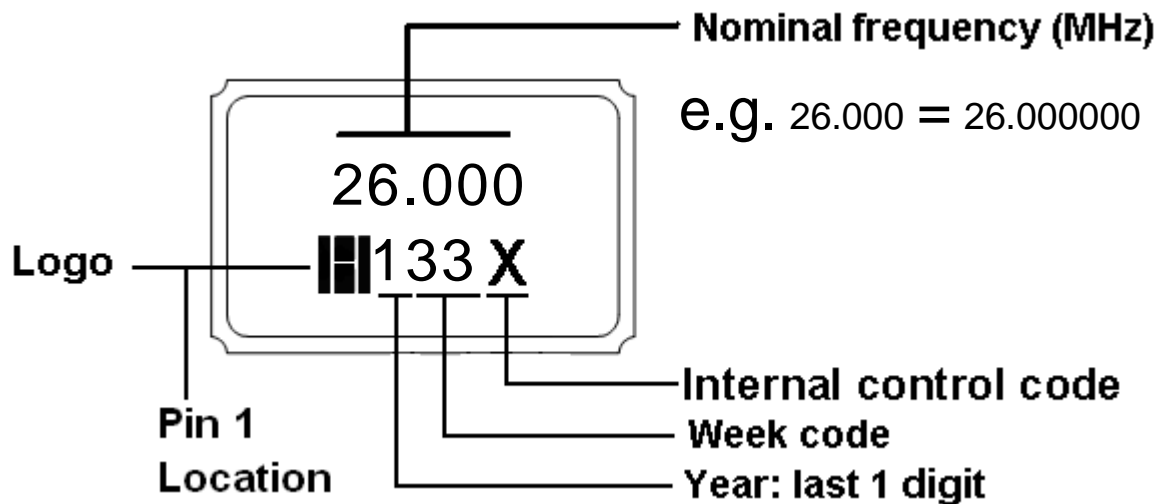 Nominal frequency (MHz)
e.g. 26.000 = 26.000000
26.000
Logo
133 X
Internal control code
Pin 1
Location
Week code
Year: last 1 digit